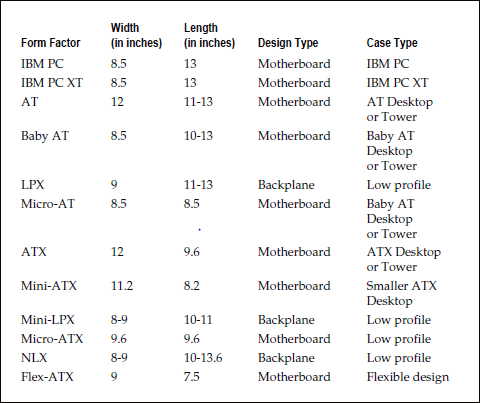 Width Length
Form Factor (in inches) (in inches) Design Type Case Type
IBM PC 8.5 13 Motherboard IBM PC
IBM PC XT 8.5 13 Motherboard IBM PC XT
AT 12 11-13 Motherboard AT Desktop
or Tower
Baby AT 8.5 10-13 Motherboard Baby AT
Desktop
or Tower
LPX 9 11-13 Backplane Low profile
Micro-AT 8.5 8.5 Motherboard Baby AT
Desktop
or Tower
ATX 12 9.6 Motherboard ATX Desktop
or Tower
Mini-ATX 11.2 8.2 Motherboard Smaller ATX
Desktop
Mini-LPX 8-9 10-11 Backplane Low profile
Micro-ATX 9.6 9.6 Motherboard Low profile
NLX 8-9 10-13.6 Backplane Low profile
Flex-ATX 9 7.5 Motherboard Flexible design